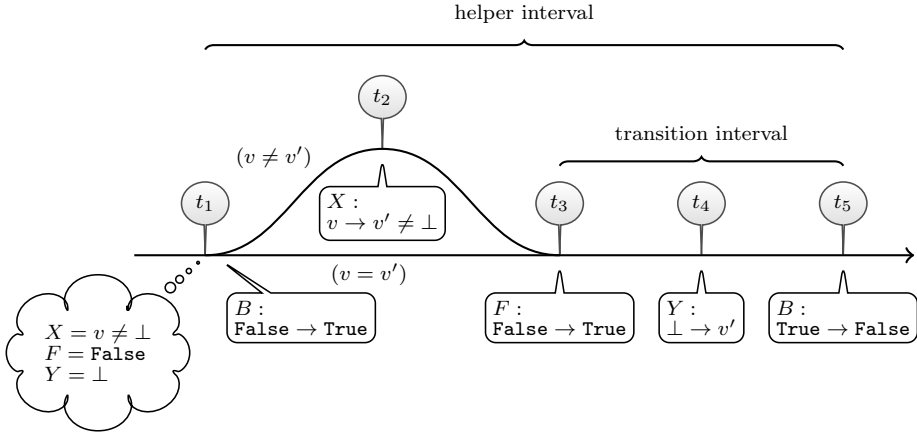 helper interval
t₂
transition interval
(v ≠ v′)
t₁
X :
v → v′ ≠ ⊥
t₃
t₄
t₅
(v = v′)
B :
False → True
F :
False → True
Y :
⊥ → v′
B :
True → False
X = v ≠ ⊥
F = False
Y = ⊥